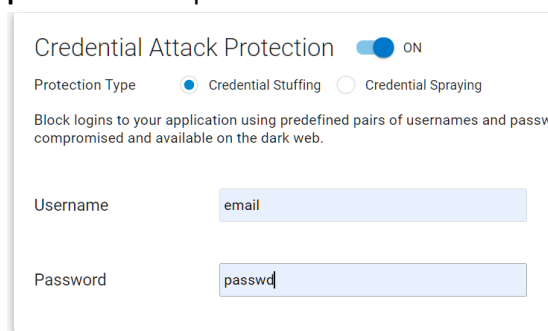 Credential Attack Protection ON
Protection Type Credential Stuffing Credential Spraying
Block logins to your application using predefined pairs of usernames and
compromised and available on the dark web.
Username email
Password passwd